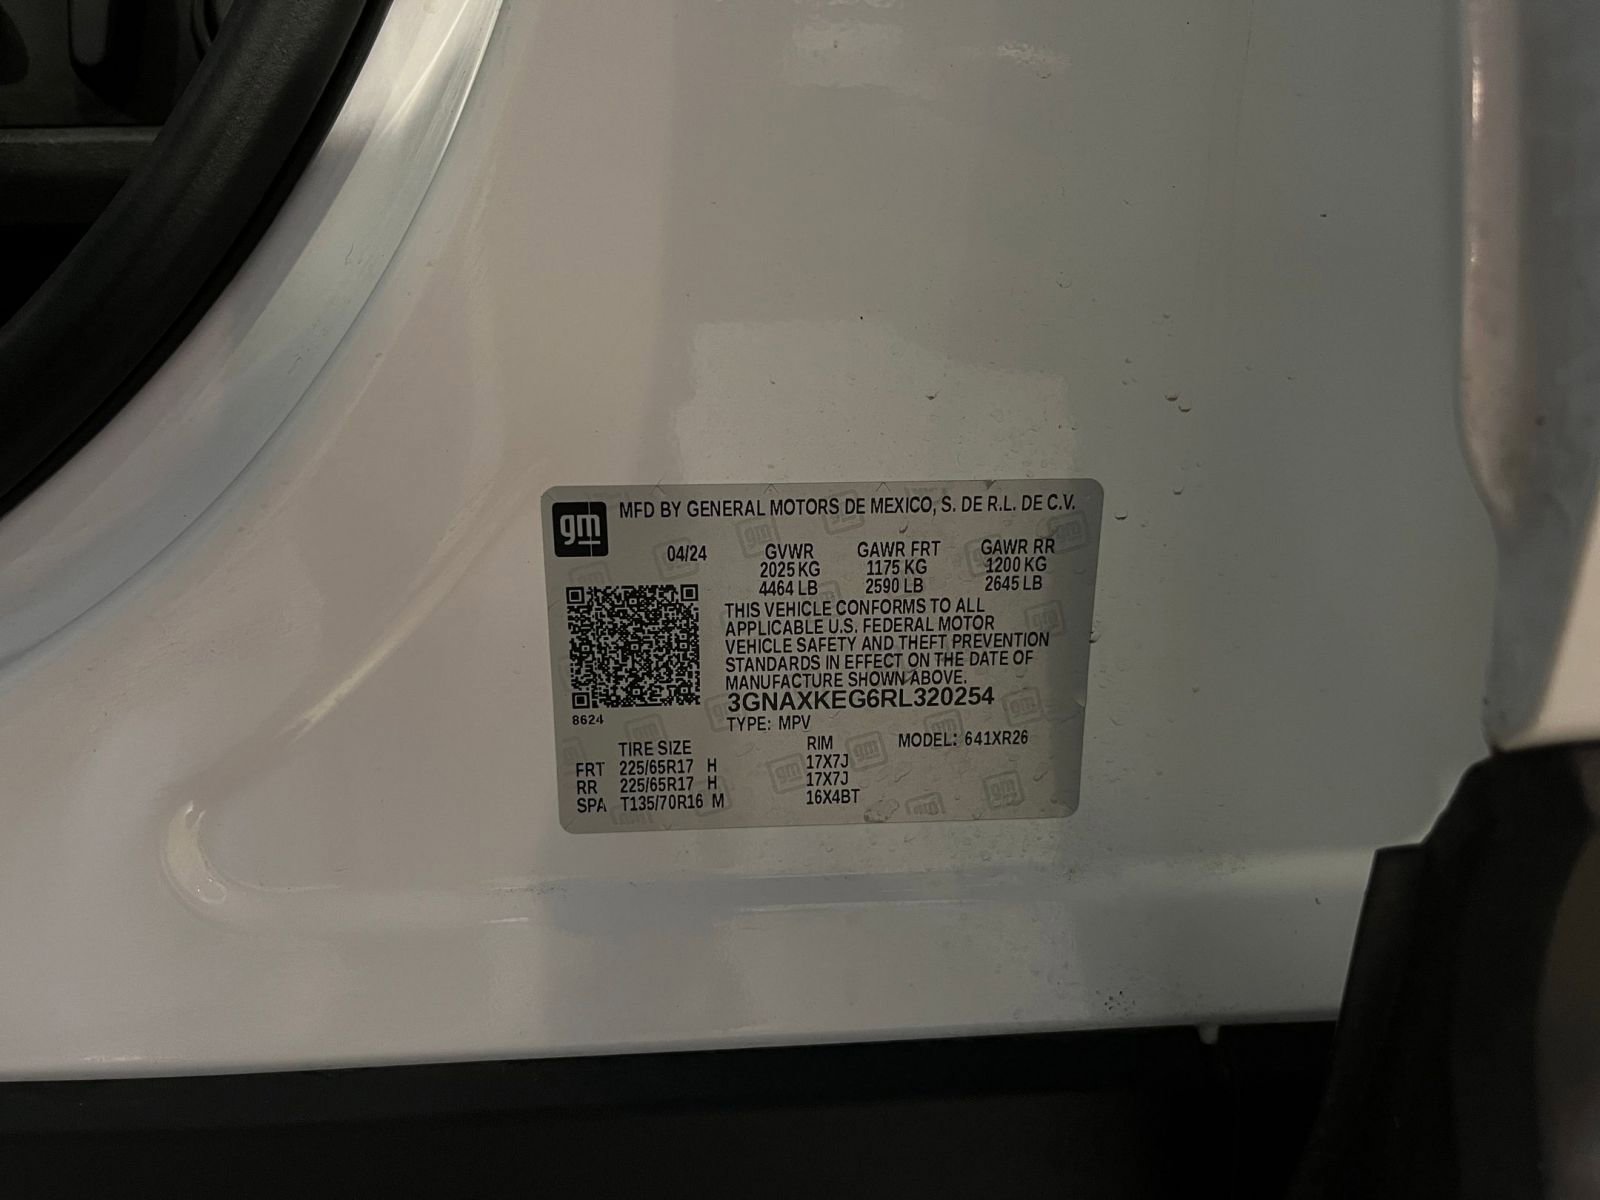 gm MFD BY GENERAL MOTORS DE MEXICO, S. DE R.L. DE C.V.
04/24 GVWR GAWR FRT GAWR RR
2025 KG 1175 KG 1200 KG
4464 LB 2590 LB 2645 LB
THIS VEHICLE CONFORMS TO ALL
APPLICABLE U.S. FEDERAL MOTOR
VEHICLE SAFETY AND THEFT PREVENTION
STANDARDS IN EFFECT ON THE DATE OF
MANUFACTURE SHOWN ABOVE.
3GNAXKEG6RL320254
8624 TYPE: MPV
TIRE SIZE RIM MODEL: 641XR26
FRT 225/65R17 H 17X7J
RR 225/65R17 H 17X7J
SPA T135/70R16 M 16X4BT